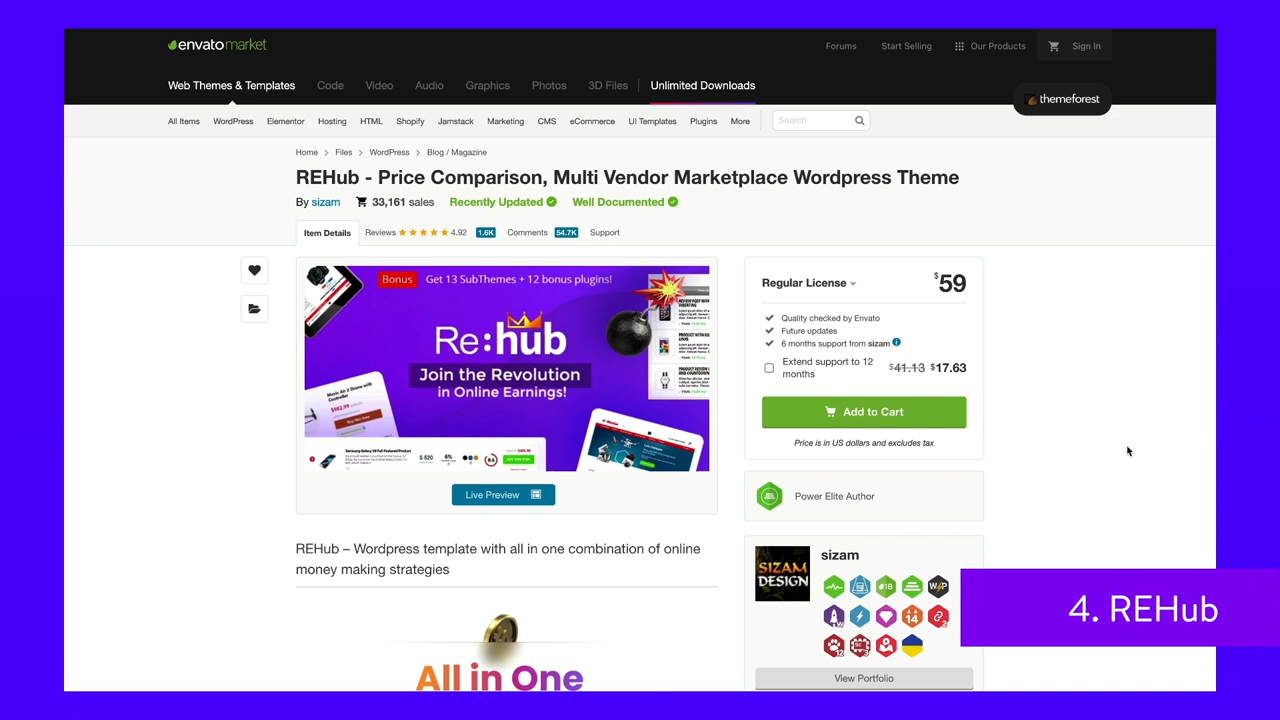 envatomarket
Forums
Start Selling
Our Products
Sign In
Web Themes & Templates
Code
Video
Audio
Graphics
Photos
3D Files
Unlimited Downloads
themeforest
All Items
WordPress
Elementor
Hosting
HTML
Shopify
Jamstack
Marketing
CMS
eCommerce
UI Templates
Plugins
More
Search
Home > Files > WordPress > Blog / Magazine
REHub - Price Comparison, Multi Vendor Marketplace Wordpress Theme
By sizam 33,161 sales Recently Updated Well Documented
Item Details
Reviews 4.92 1.6K
Comments 54.7K
Support
Bonus Get 13 SubThemes + 12 bonus plugins!
Re:hub
Join the Revolution
in Online Earnings!
Live Preview
Regular License
$59
Quality checked by Envato
Future updates
6 months support from sizam
Extend support to 12
months
$41.13 $17.63
Add to Cart
Price is in US dollars and excludes tax
Power Elite Author
SIZAM
DESIGN
sizam
View Portfolio
REHub – Wordpress template with all in one combination of online
money making strategies
All in One
4. REHub